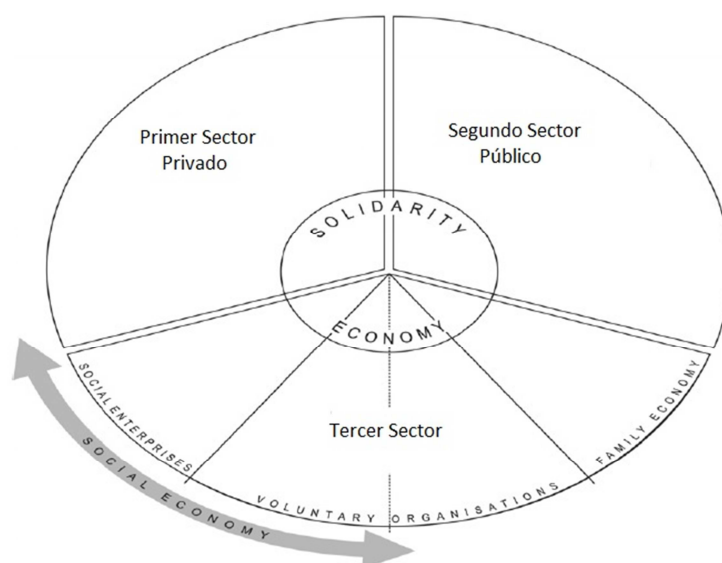 Primer Sector
Privado
Segundo Sector
Público
SOLIDARITY
ECONOMY
Tercer Sector
SOCIAL ENTERPRISES
VOLUNTARY ORGANISATIONS
FAMILY ECONOMY
SOCIAL ECONOMY